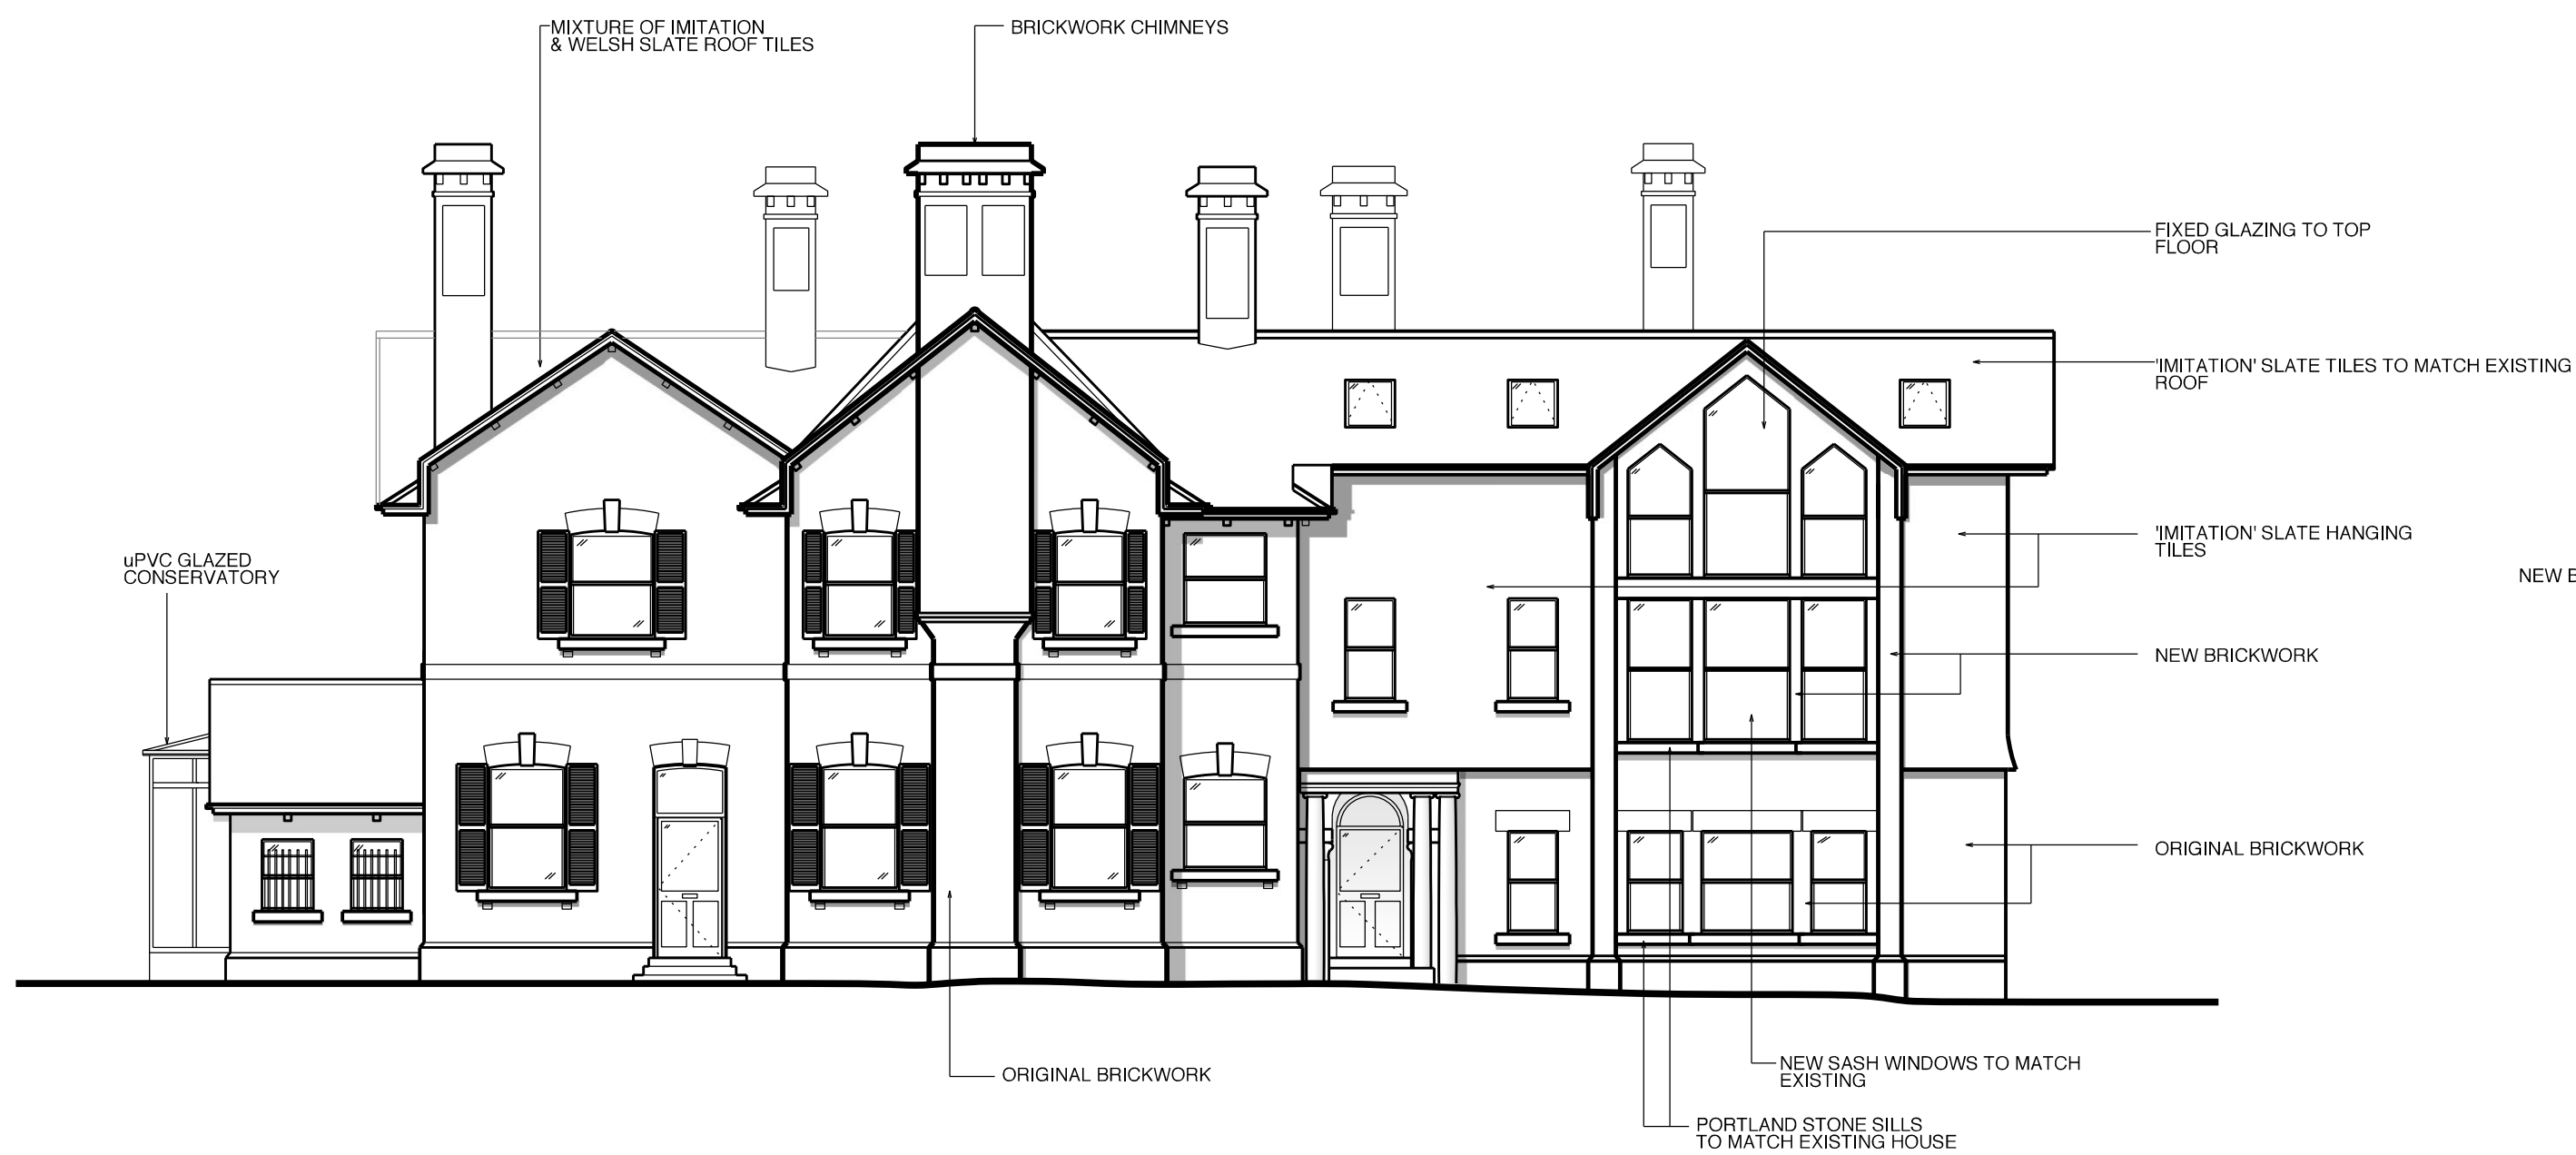 MIXTURE OF IMITATION
& WELSH SLATE ROOF TILES
BRICKWORK CHIMNEYS
FIXED GLAZING TO TOP
FLOOR
'IMITATION' SLATE TILES TO MATCH EXISTING
ROOF
'IMITATION' SLATE HANGING
TILES
uPVC GLAZED
CONSERVATORY
NEW B
NEW BRICKWORK
ORIGINAL BRICKWORK
ORIGINAL BRICKWORK
NEW SASH WINDOWS TO MATCH
EXISTING
PORTLAND STONE SILLS
TO MATCH EXISTING HOUSE